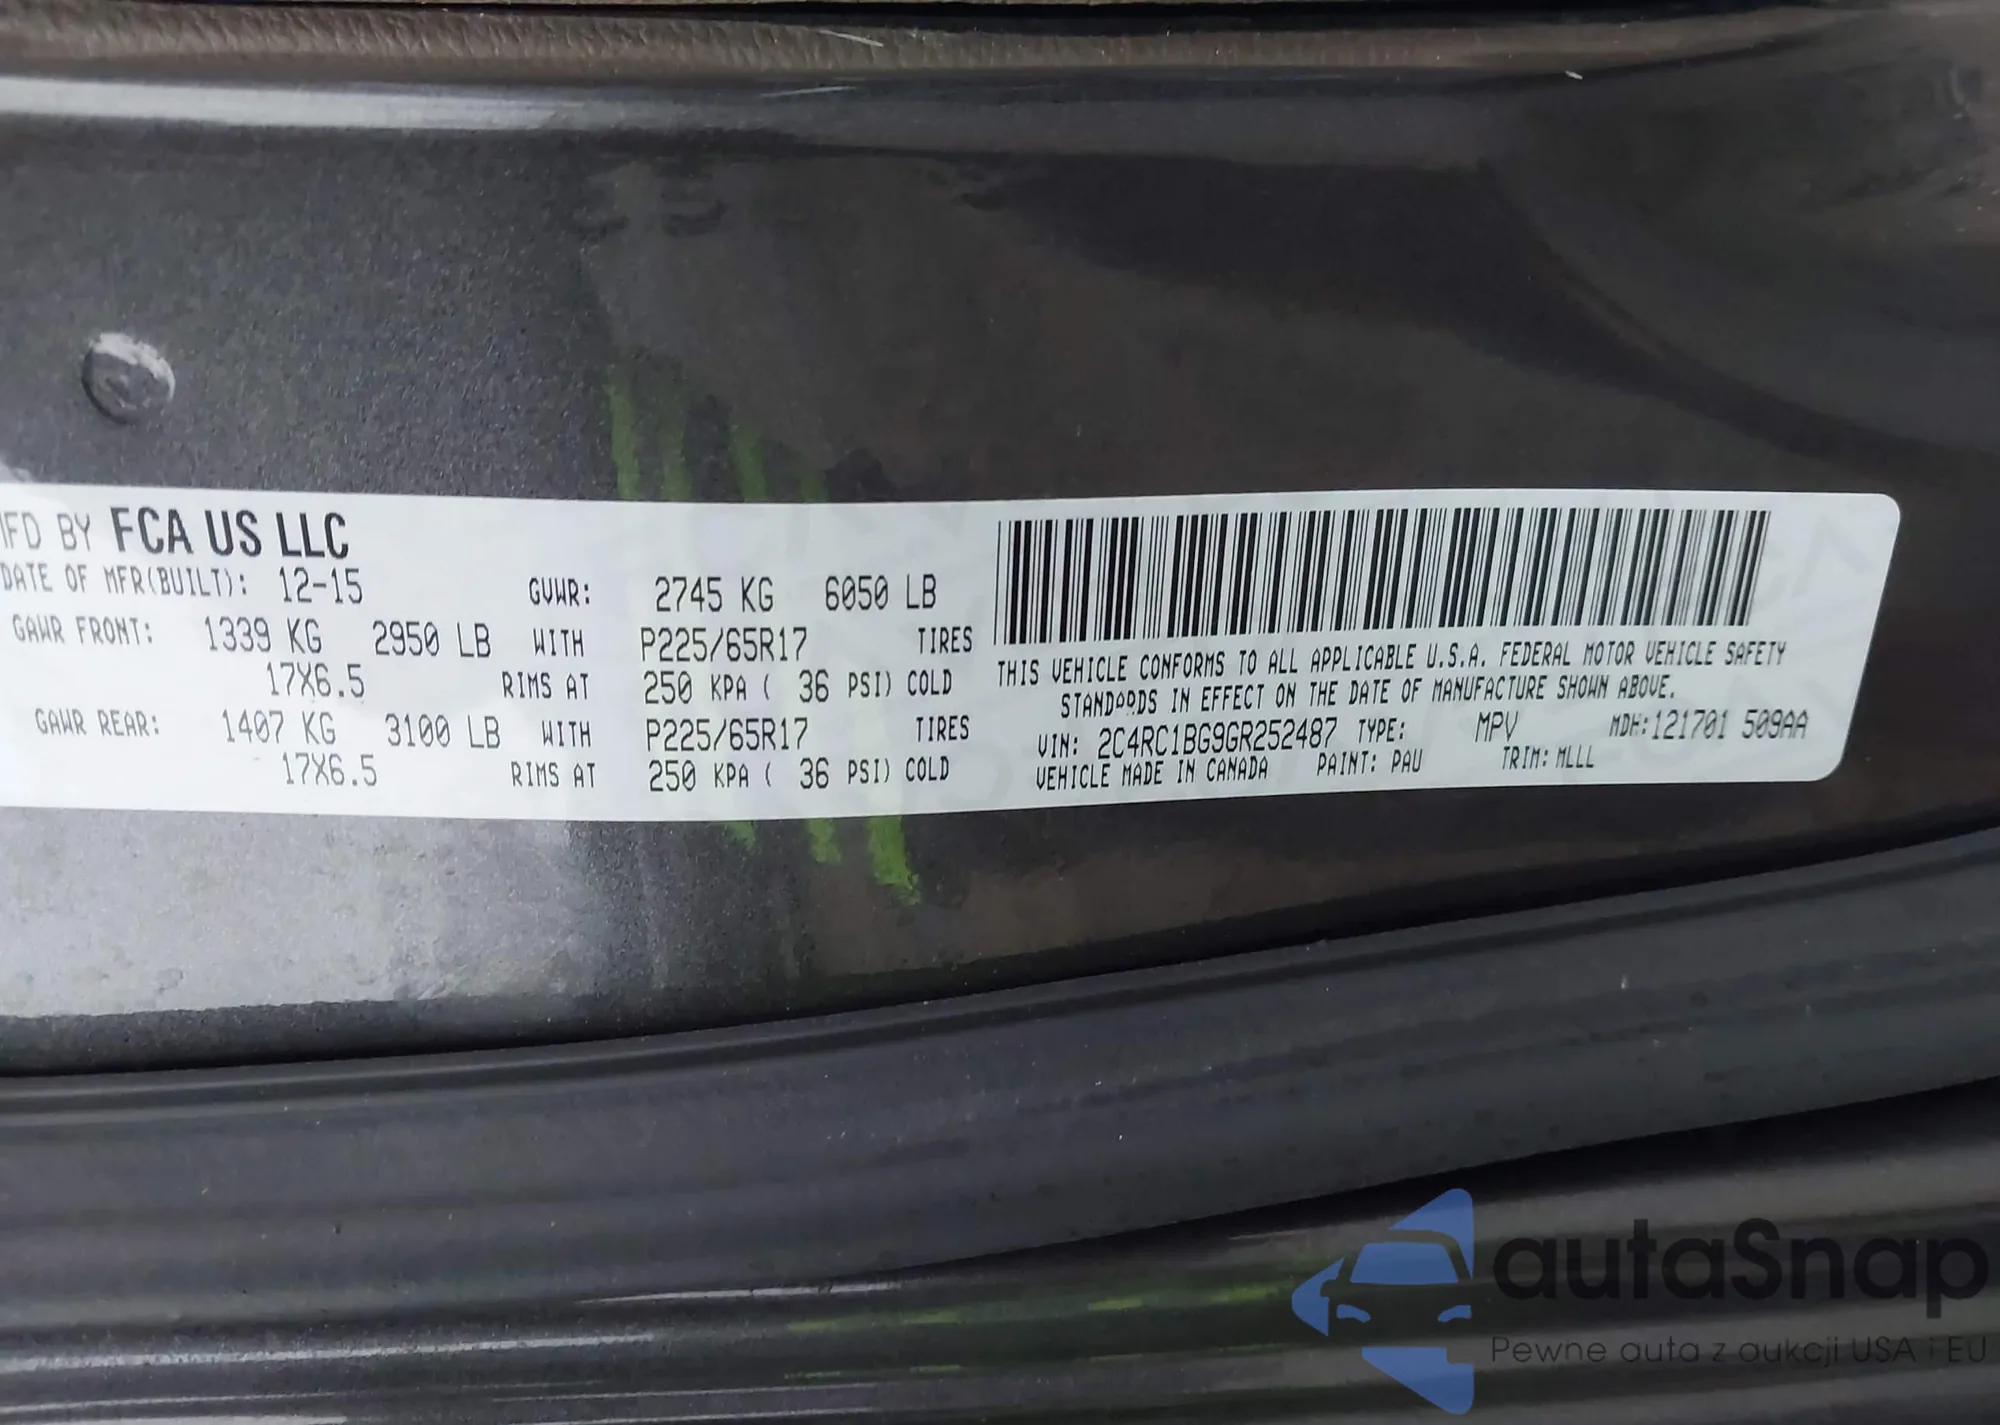 MFD BY FCA US LLC
DATE OF MFR(BUILT): 12-15 GVWR: 2745 KG 6050 LB
GAWR FRONT: 1339 KG 2950 LB WITH P225/65R17 TIRES
17X6.5 RIMS AT 250 KPA ( 36 PSI) COLD
GAWR REAR: 1407 KG 3100 LB WITH P225/65R17 TIRES
17X6.5 RIMS AT 250 KPA ( 36 PSI) COLD
THIS VEHICLE CONFORMS TO ALL APPLICABLE U.S.A. FEDERAL MOTOR VEHICLE SAFETY
STANDARDS IN EFFECT ON THE DATE OF MANUFACTURE SHOWN ABOVE.
VIN: 2C4RC1BG9GR252487 TYPE: MPV MDH:121701 509AA
VEHICLE MADE IN CANADA PAINT: PAU TRIM: MLLL
autaSnap
Pewne auta z aukcji USA i EU